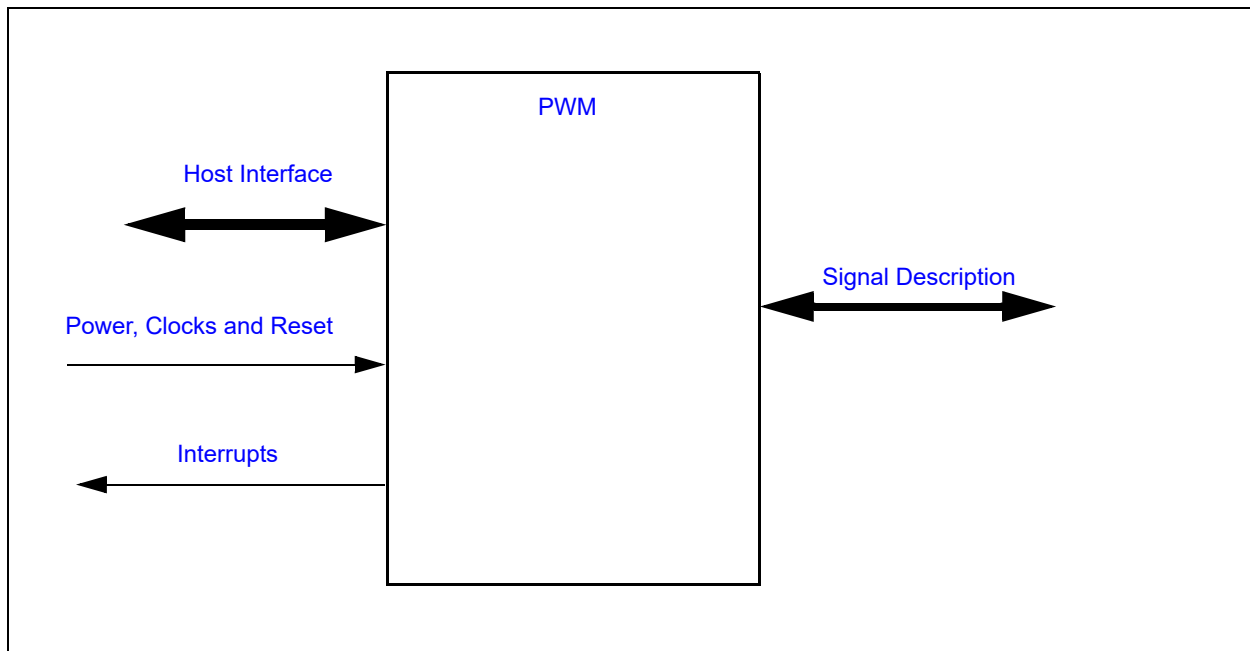 PWM
Host Interface
Signal Description
Power, Clocks and Reset
Interrupts